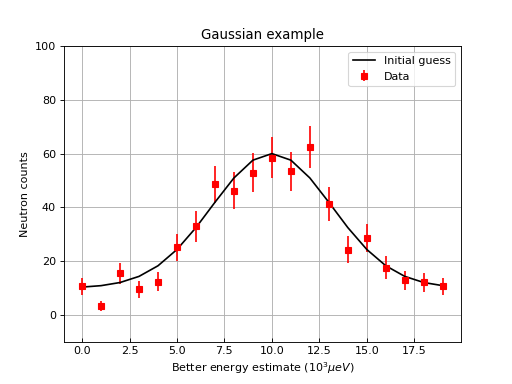 Gaussian example
Initial guess
Data
Neutron counts
100
80
60
40
20
0
0.0 2.5 5.0 7.5 10.0 12.5 15.0 17.5
Better energy estimate (10³μeV)